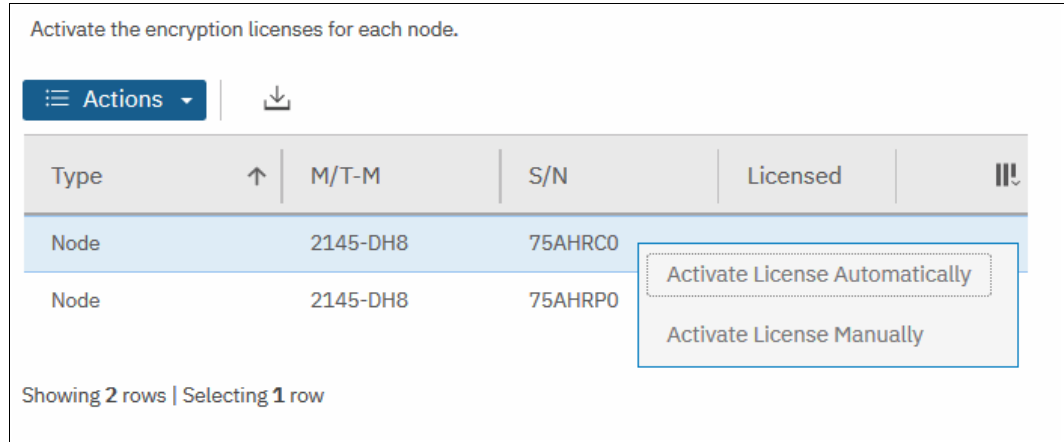 Activate the encryption licenses for each node.
Actions
Type M/T-M S/N Licensed
Node 2145-DH8 75AHRC0
Activate License Automatically
Node 2145-DH8 75AHRP0
Activate License Manually
Showing 2 rows | Selecting 1 row